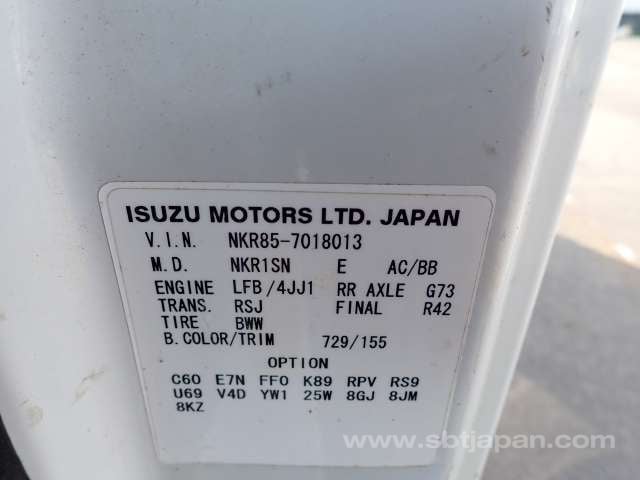 ISUZU MOTORS LTD. JAPAN
V.I.N. NKR85-7018013
M.D. NKR1SN E AC/BB
ENGINE LFB/4JJ1 RR AXLE G73
TRANS. RSJ FINAL R42
TIRE BWW
B.COLOR/TRIM 729/155
OPTION
C60 E7N FF0 K89 RPV RS9
U69 V4D YW1 25W 8GJ 8JM
8KZ
www.sbtjapan.com